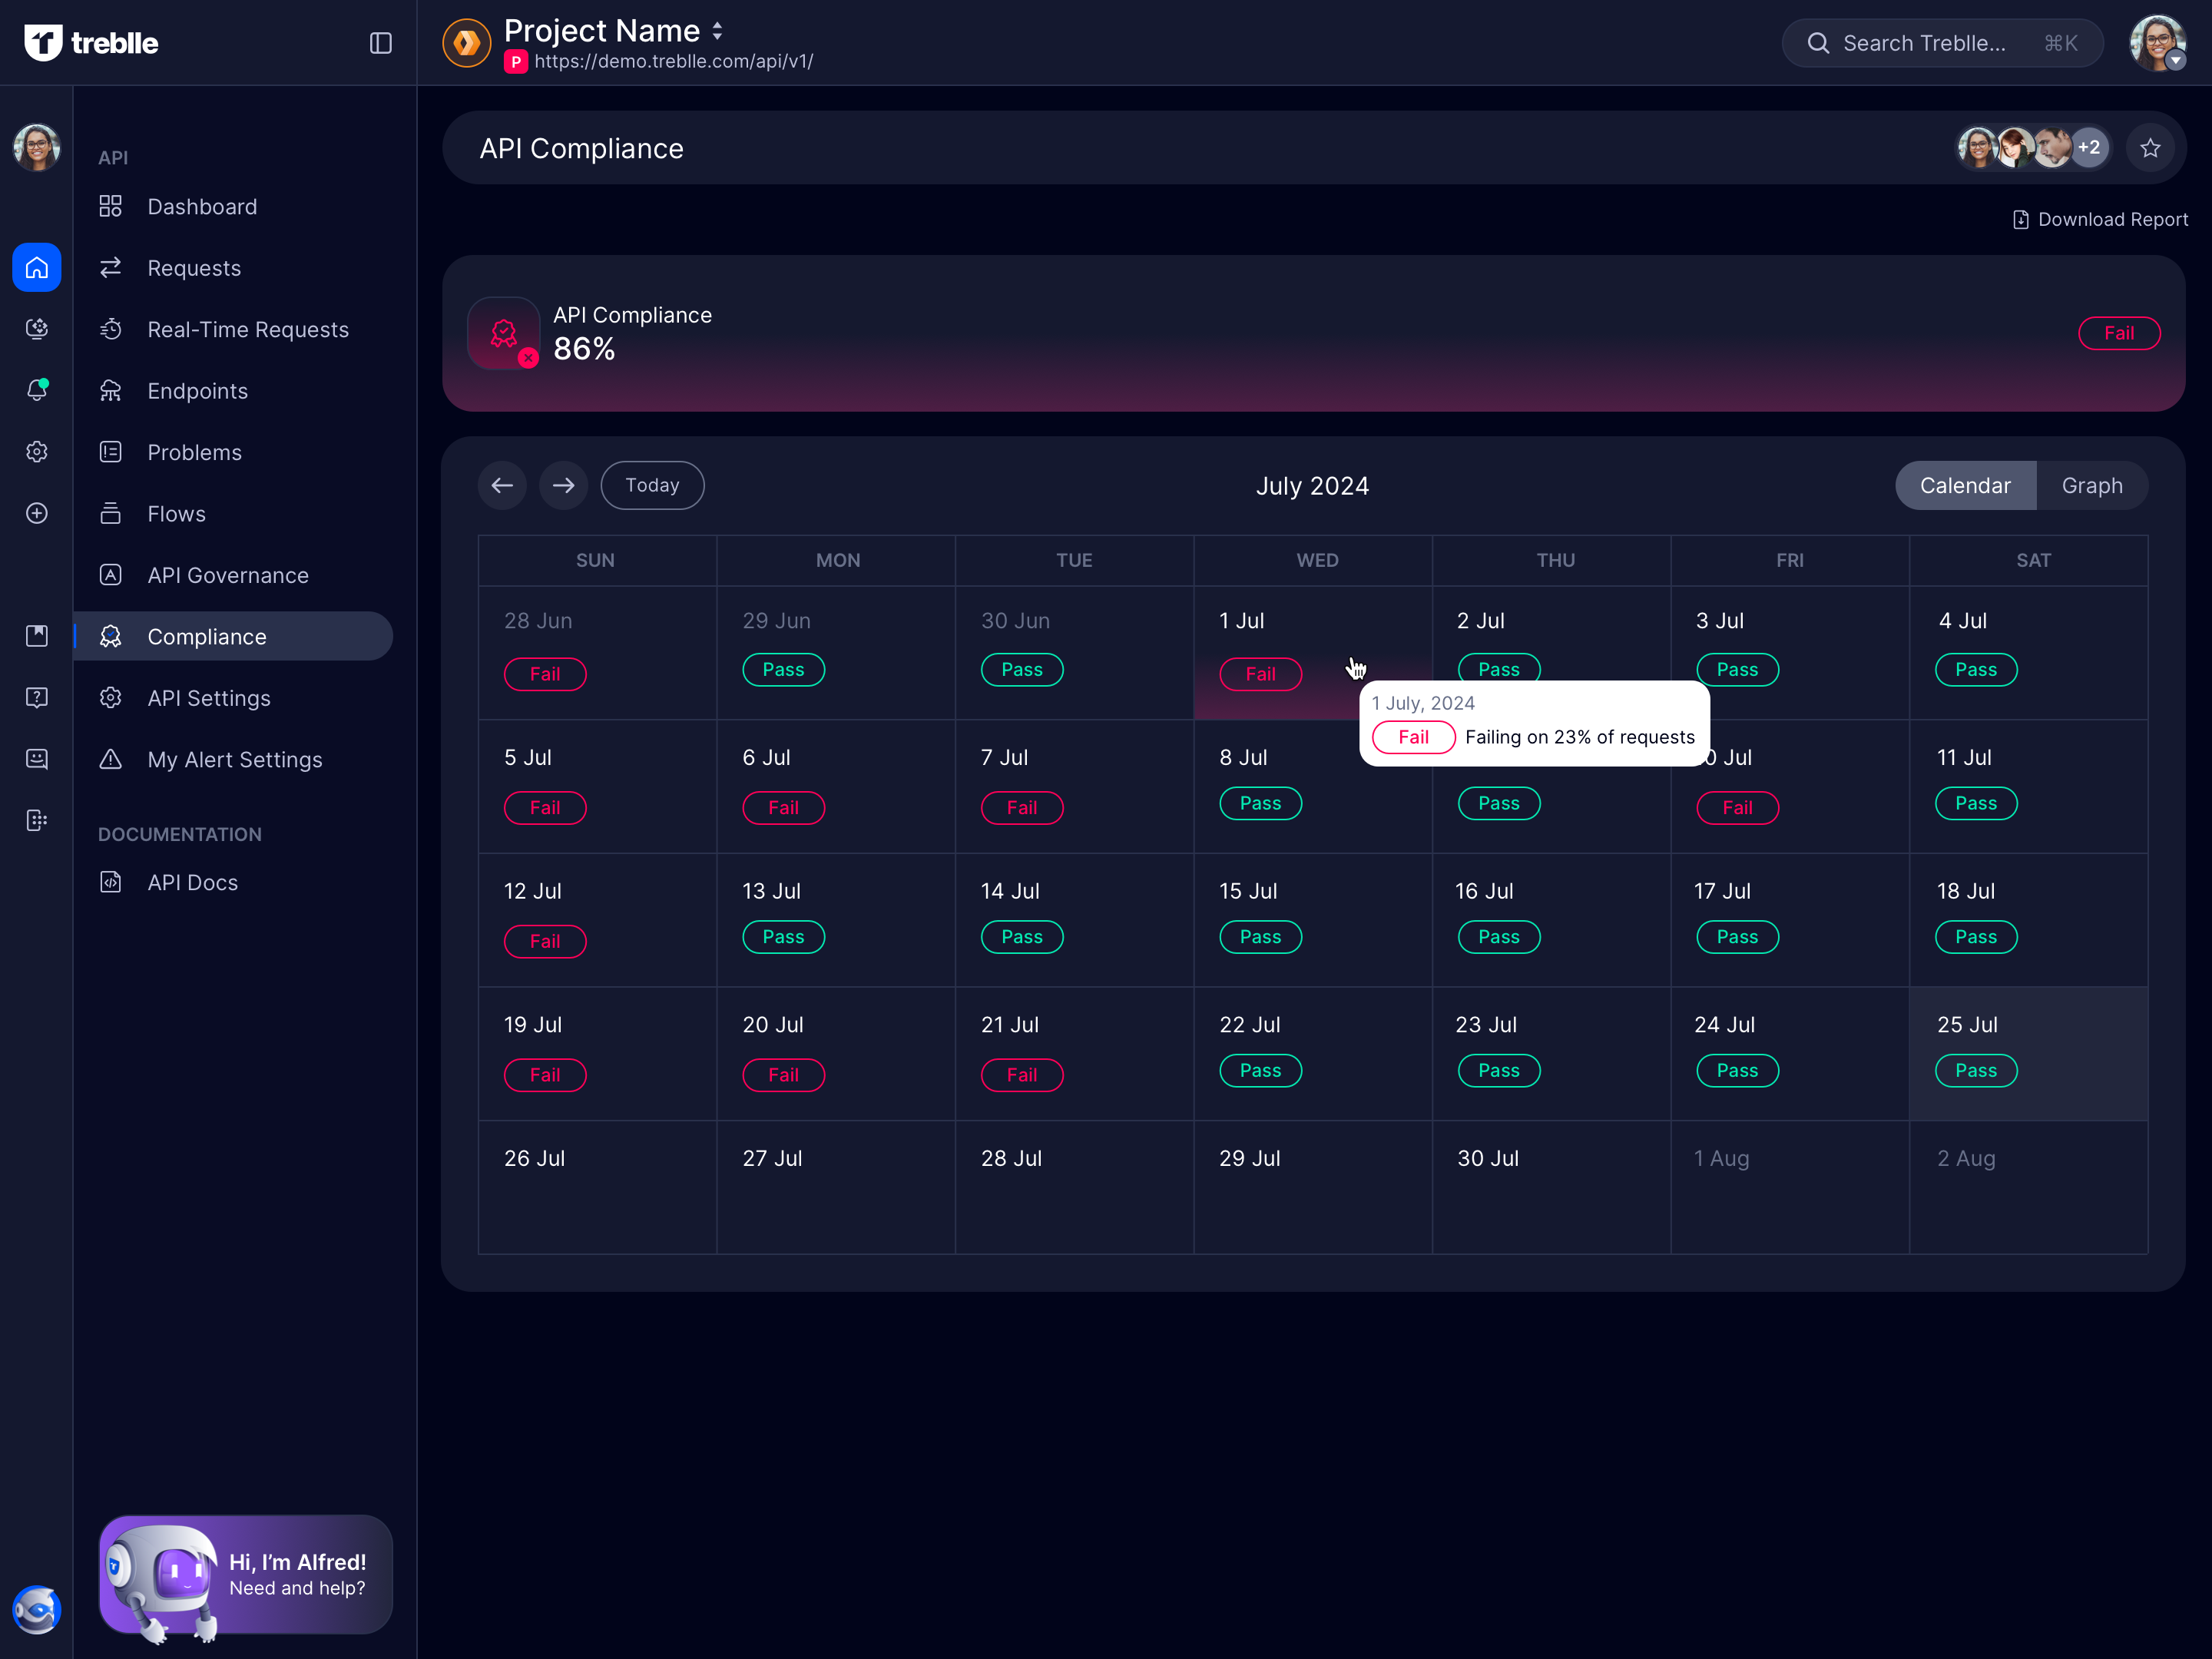 treblle
Project Name
P https://demo.treblle.com/api/v1/
Search Treblle... ⌘K
API
Dashboard
Requests
Real-Time Requests
Endpoints
Problems
Flows
API Governance
Compliance
API Settings
My Alert Settings
DOCUMENTATION
API Docs
Hi, I'm Alfred!
Need and help?
API Compliance
+2
Download Report
API Compliance
86%
Fail
Today
July 2024
Calendar Graph
SUN MON TUE WED THU FRI SAT
28 Jun 29 Jun 30 Jun 1 Jul 2 Jul 3 Jul 4 Jul
Fail Pass Pass Fail Pass Pass Pass
1 July, 2024
Fail Failing on 23% of requests
5 Jul 6 Jul 7 Jul 8 Jul 0 Jul 11 Jul
Fail Fail Fail Pass Pass Fail Pass
12 Jul 13 Jul 14 Jul 15 Jul 16 Jul 17 Jul 18 Jul
Fail Pass Pass Pass Pass Pass Pass
19 Jul 20 Jul 21 Jul 22 Jul 23 Jul 24 Jul 25 Jul
Fail Fail Fail Pass Pass Pass Pass
26 Jul 27 Jul 28 Jul 29 Jul 30 Jul 1 Aug 2 Aug